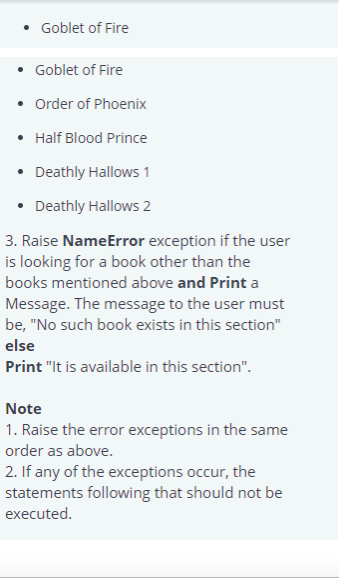 • Goblet of Fire
• Goblet of Fire
• Order of Phoenix
• Half Blood Prince
• Deathly Hallows 1
• Deathly Hallows 2
3. Raise NameError exception if the user
is looking for a book other than the
books mentioned above and Print a
Message. The message to the user must
be, "No such book exists in this section"
else
Print "It is available in this section".
Note
1. Raise the error exceptions in the same
order as above.
2. If any of the exceptions occur, the
statements following that should not be
executed.